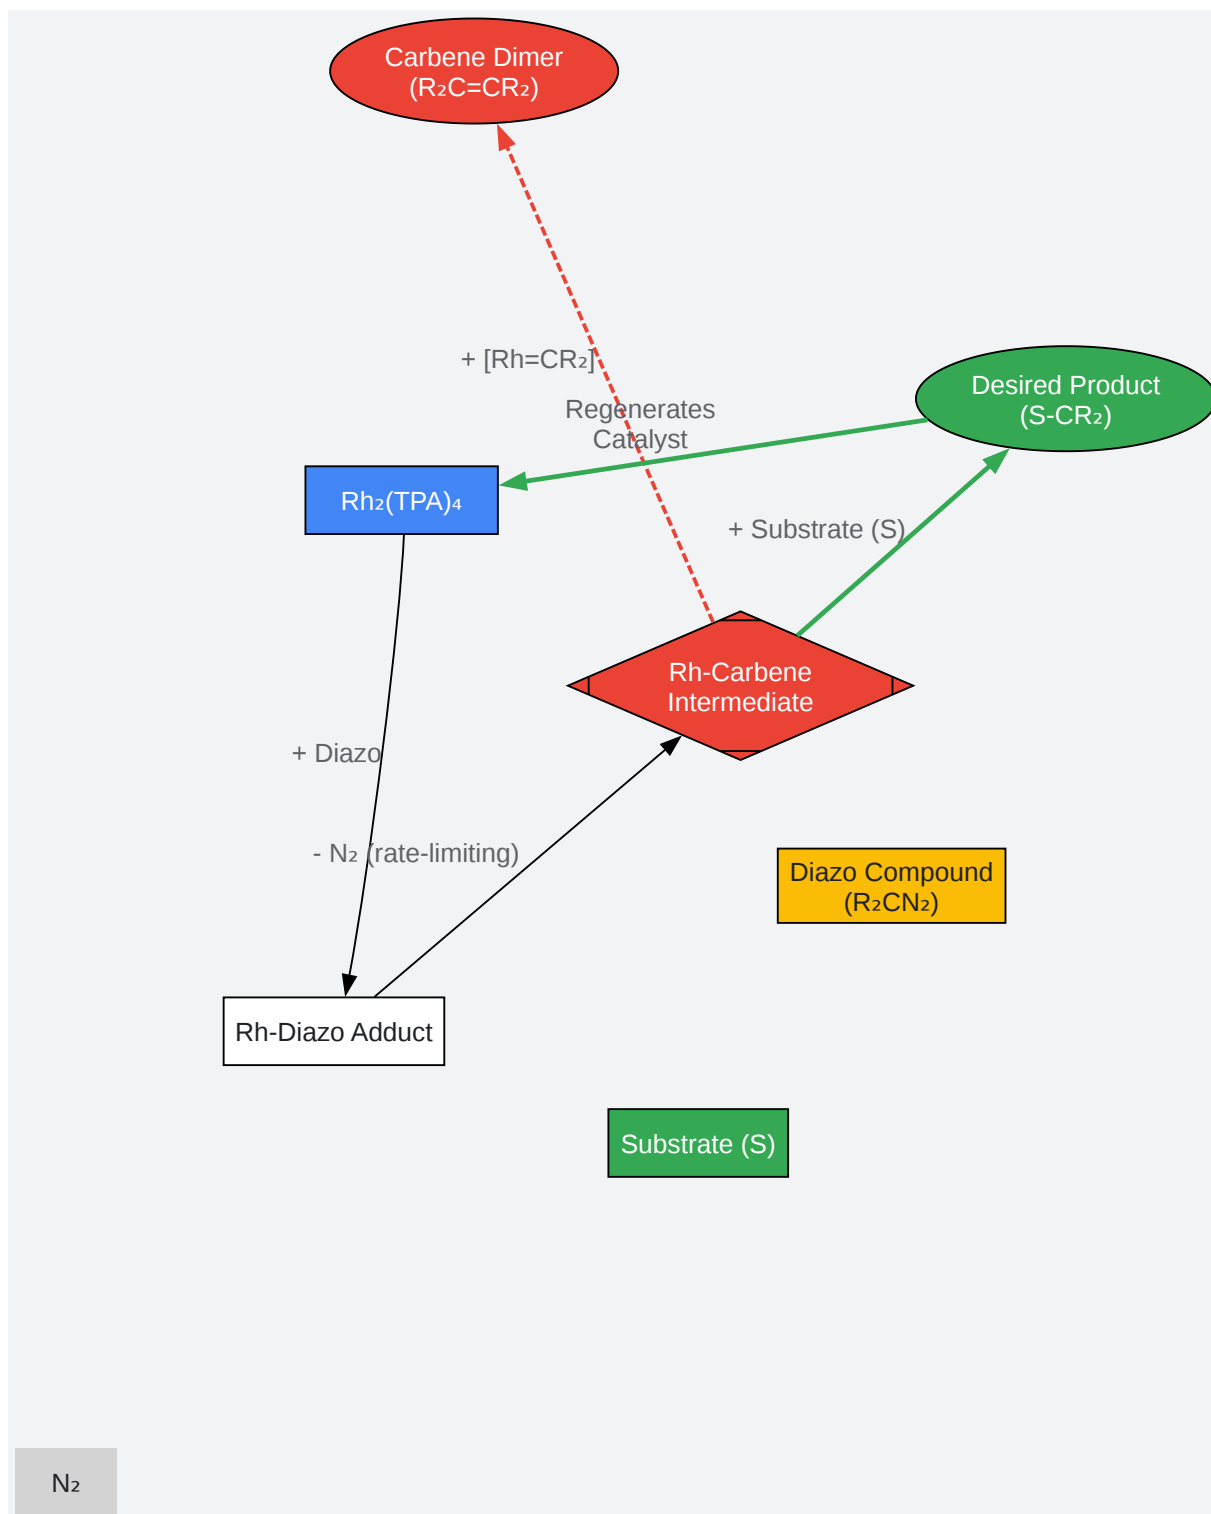 Carbene Dimer
(R₂C=CR₂)
+ [Rh=CR₂]
Desired Product
(S-CR₂)
Regenerates
Catalyst
Rh₂(TPA)₄
+ Substrate (S)
Rh-Carbene
Intermediate
+ Diazo
- N₂ (rate-limiting)
Diazo Compound
(R₂CN₂)
Rh-Diazo Adduct
Substrate (S)
N₂